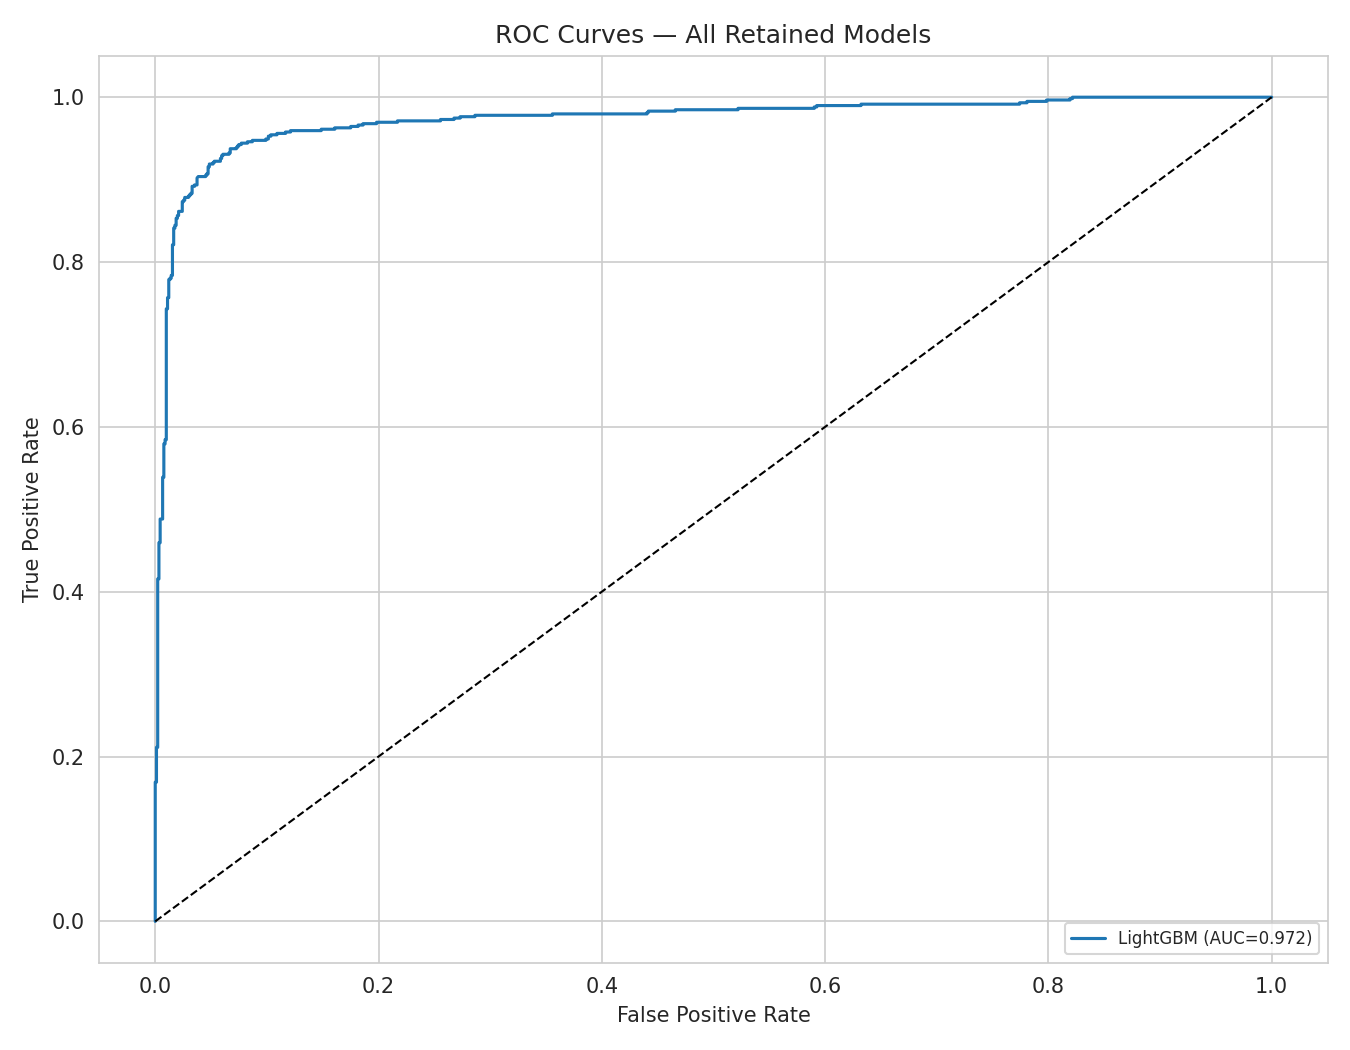 ROC Curves — All Retained Models
True Positive Rate
1.0
0.8
0.6
0.4
0.2
0.0
0.0 0.2 0.4 0.6 0.8 1.0
False Positive Rate
LightGBM (AUC=0.972)